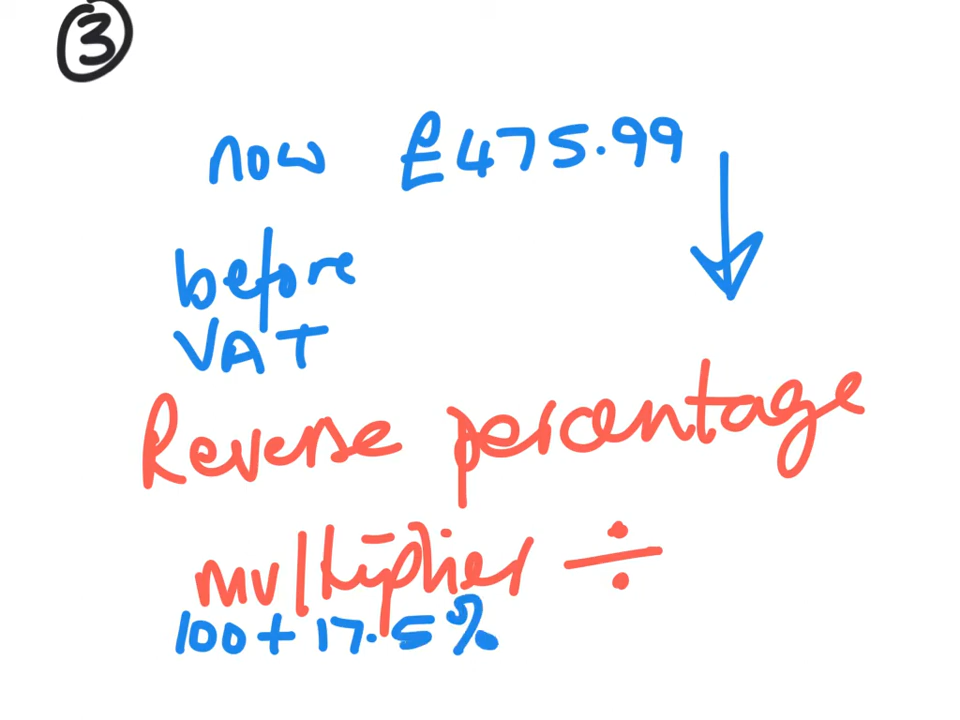 3
now £475.99
before
VAT
Reverse percentage
multiplier ÷
100+17.5%